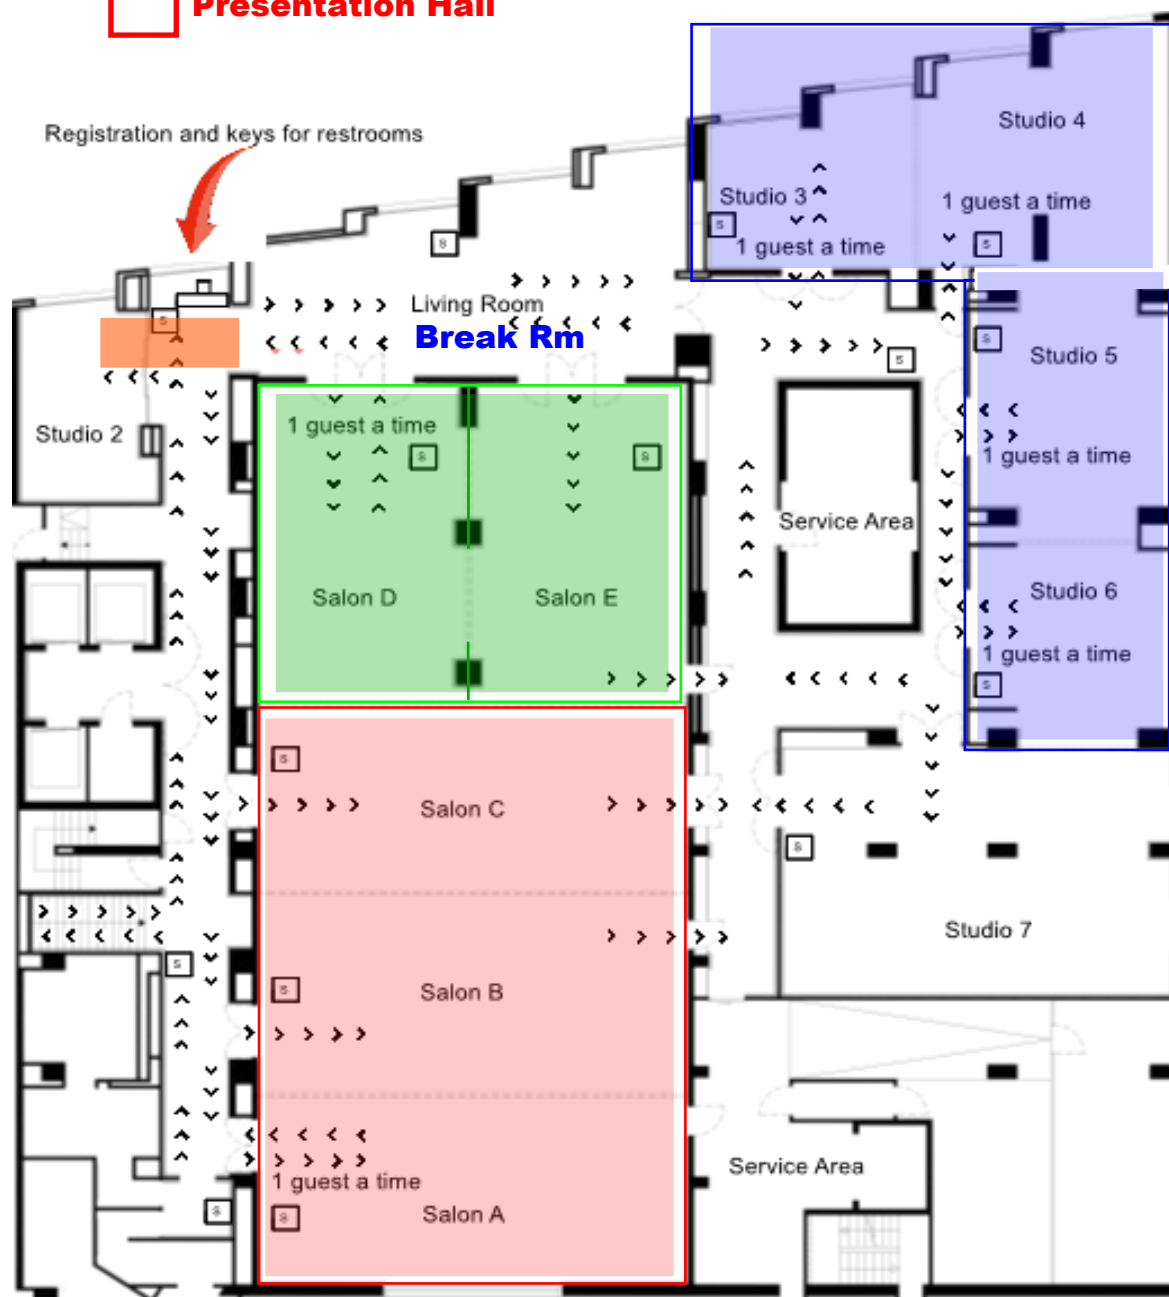 Presentation Hall
Registration and keys for restrooms
Studio 4
Studio 3
1 guest a time
S
S
1 guest a time
S
Living Room
Break Rm
S
S
S
Studio 5
1 guest a time
Studio 2
S
S
1 guest a time
Service Area
Salon D
Salon E
Studio 6
1 guest a time
S
S
Salon C
S
Studio 7
S
S
Salon B
Service Area
1 guest a time
S
S
Salon A